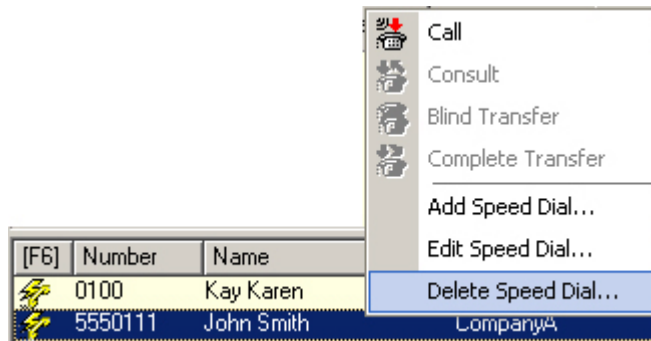 Call
Consult
Blind Transfer
Complete Transfer
Add Speed Dial...
Edit Speed Dial...
Delete Speed Dial...
[F6] Number Name
0100 Kay Karen
5550111 John Smith CompanyA